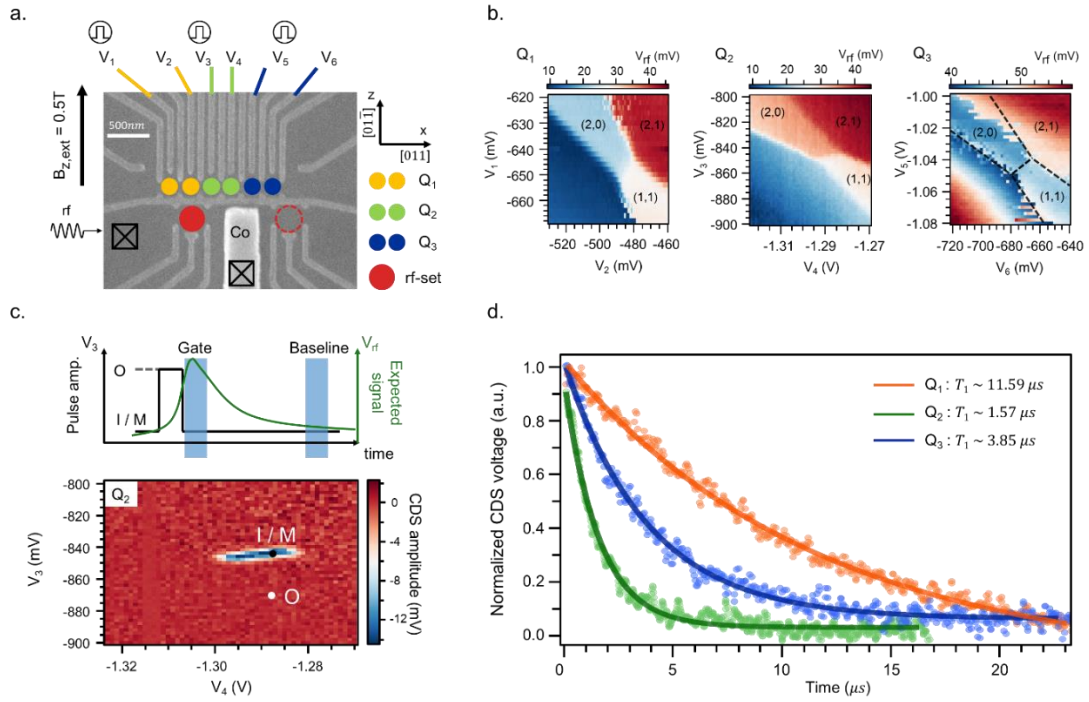 a.
V1 V2 V3 V4 V5 V6
Bz,ext = 0.5T
500nm
z
[01̄1̄]
x
[011]
rf
Co
Q1
Q2
Q3
rf-set
b.
Q1
Vrf (mV)
10 20 30 40
-620
-630
-640
-650
-660
V1 (mV)
(2,0)
(2,1)
(1,1)
-520 -500 -480 -460
V2 (mV)
Q2
Vrf (mV)
10 20 30 40
-800
-820
-840
-860
-880
-900
V3 (mV)
(2,0)
(2,1)
(1,1)
-1.31 -1.29 -1.27
V4 (V)
Q3
Vrf (mV)
40 50
-1.00
-1.02
-1.04
-1.06
-1.08
V5 (V)
(2,0)
(2,1)
(1,1)
-720 -700 -680 -660 -640
V6 (mV)
c.
V3
Gate
Baseline
Vrf
Pulse amp.
O
I / M
Expected signal
time
Q2
-800
-820
-840
-860
-880
-900
V3 (mV)
I / M
O
-1.32 -1.30 -1.28
V4 (V)
0
-4
-8
-12
CDS amplitude (mV)
d.
1.0
0.8
0.6
0.4
0.2
0.0
Normalized CDS voltage (a.u.)
Q1 : T1 ~ 11.59 μs
Q2 : T1 ~ 1.57 μs
Q3 : T1 ~ 3.85 μs
0 5 10 15 20
Time (μs)